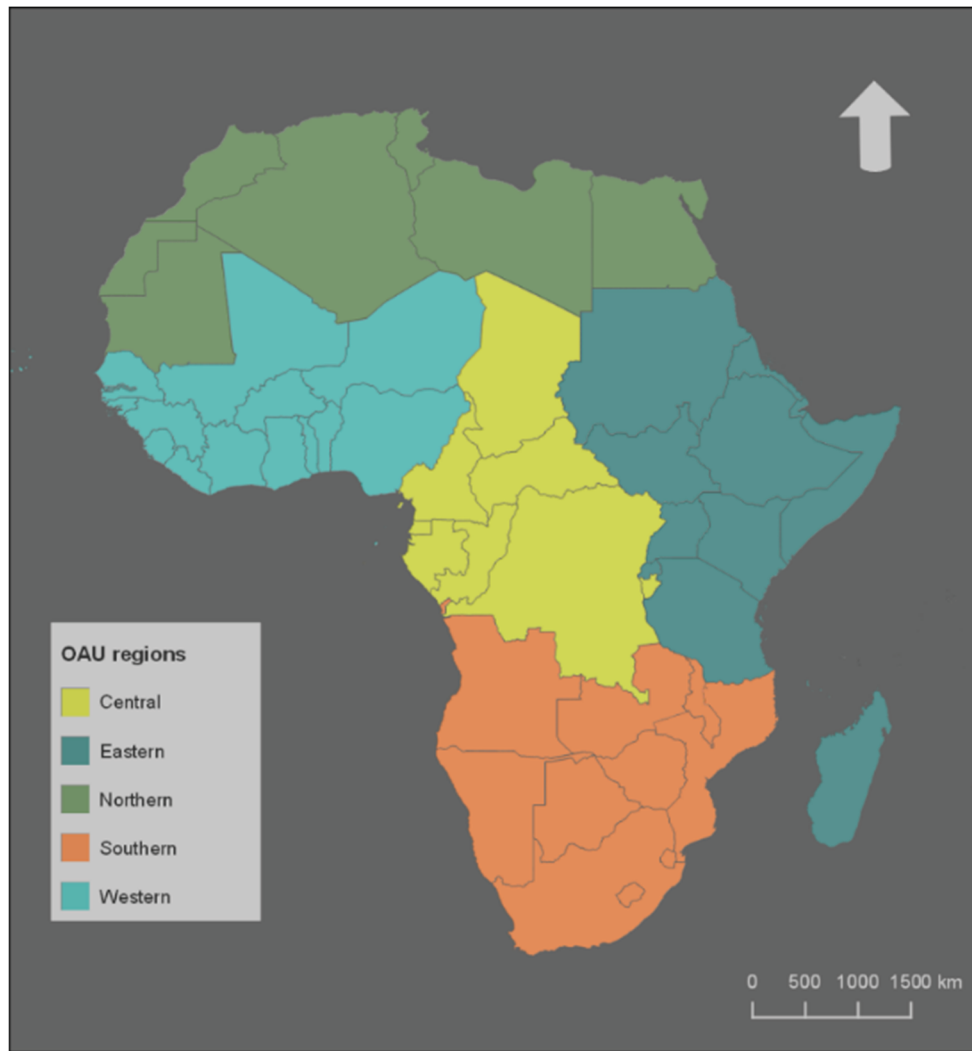 OAU regions
Central
Eastern
Northern
Southern
Western
0 500 1000 1500 km